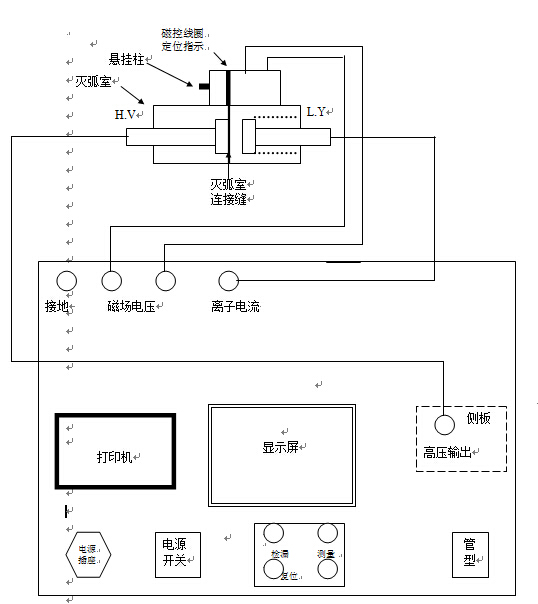 磁控线圈
定位指示
悬挂柱
灭弧室
H.V
L.Y
灭弧室
连接缝
接地
磁场电压
离子电流
侧板
高压输出
打印机
显示屏
电源
插座
电源
开关
检漏
测量
复位
管
型